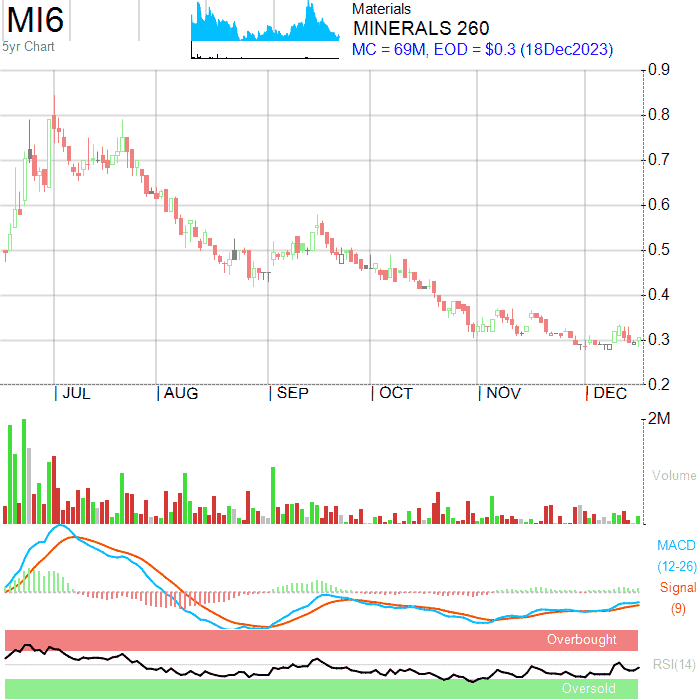 MI6
5yr Chart
Materials
MINERALS 260
MC = 69M, EOD = $0.3 (18Dec2023)
0.9
0.8
0.7
0.6
0.5
0.4
0.3
0.2
JUL AUG SEP OCT NOV DEC
2M
Volume
MACD
(12-26)
Signal
(9)
Overbought
RSI(14)
Oversold